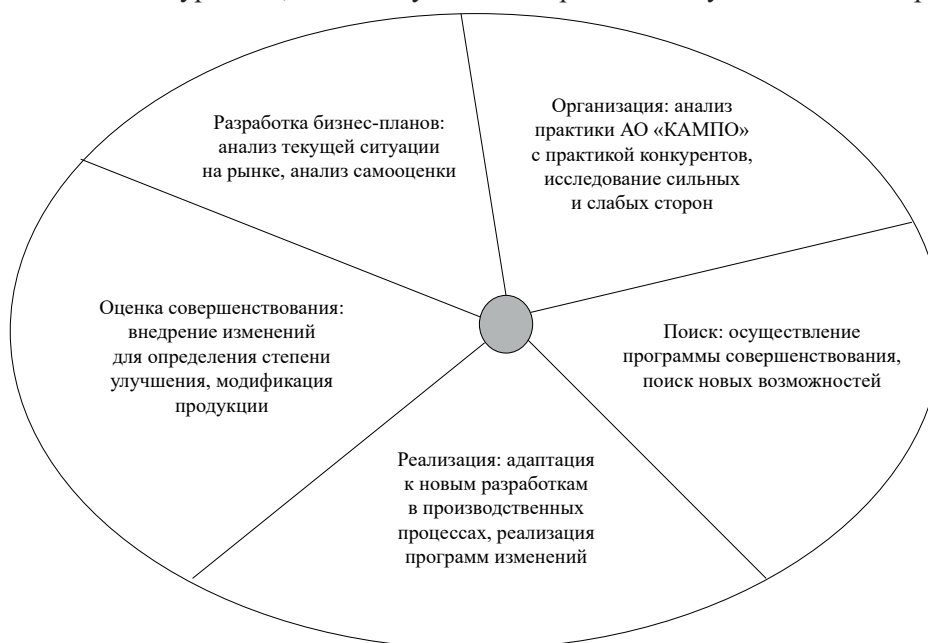 Разработка бизнес-планов:
анализ текущей ситуации
на рынке, анализ самооценки
Организация: анализ
практики АО «КАМПО»
с практикой конкурентов,
исследование сильных
и слабых сторон
Поиск: осуществление
программы совершенствования,
поиск новых возможностей
Реализация: адаптация
к новым разработкам
в производственных
процессах, реализация
программ изменений
Оценка совершенствования:
внедрение изменений
для определения степени
улучшения, модификация
продукции